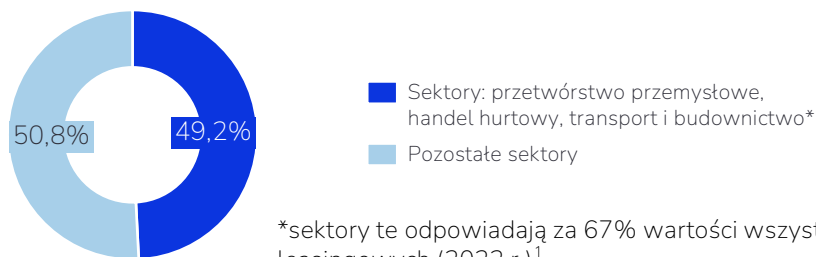 50,8%
49,2%
Sektory: przetwórstwo przemysłowe,
handel hurtowy, transport i budownictwo*
Pozostałe sektory
*sektory te odpowiadają za 67% wartości